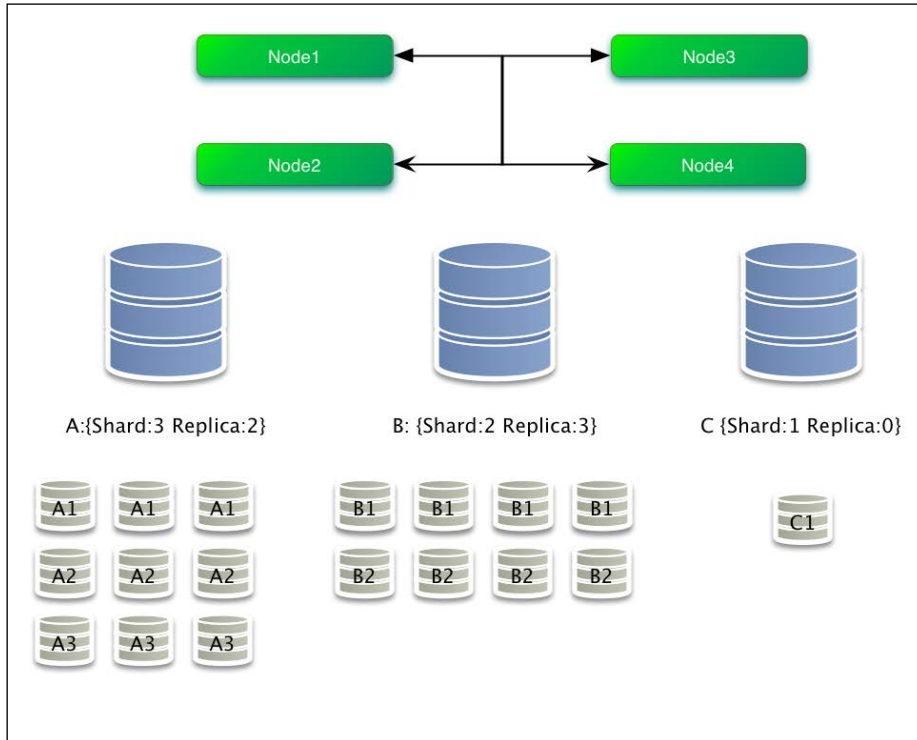 Node1 Node3
Node2 Node4
A:{Shard:3 Replica:2} B: {Shard:2 Replica:3} C {Shard:1 Replica:0}
A1 A1 A1 B1 B1 B1 B1 C1
A2 A2 A2 B2 B2 B2 B2
A3 A3 A3